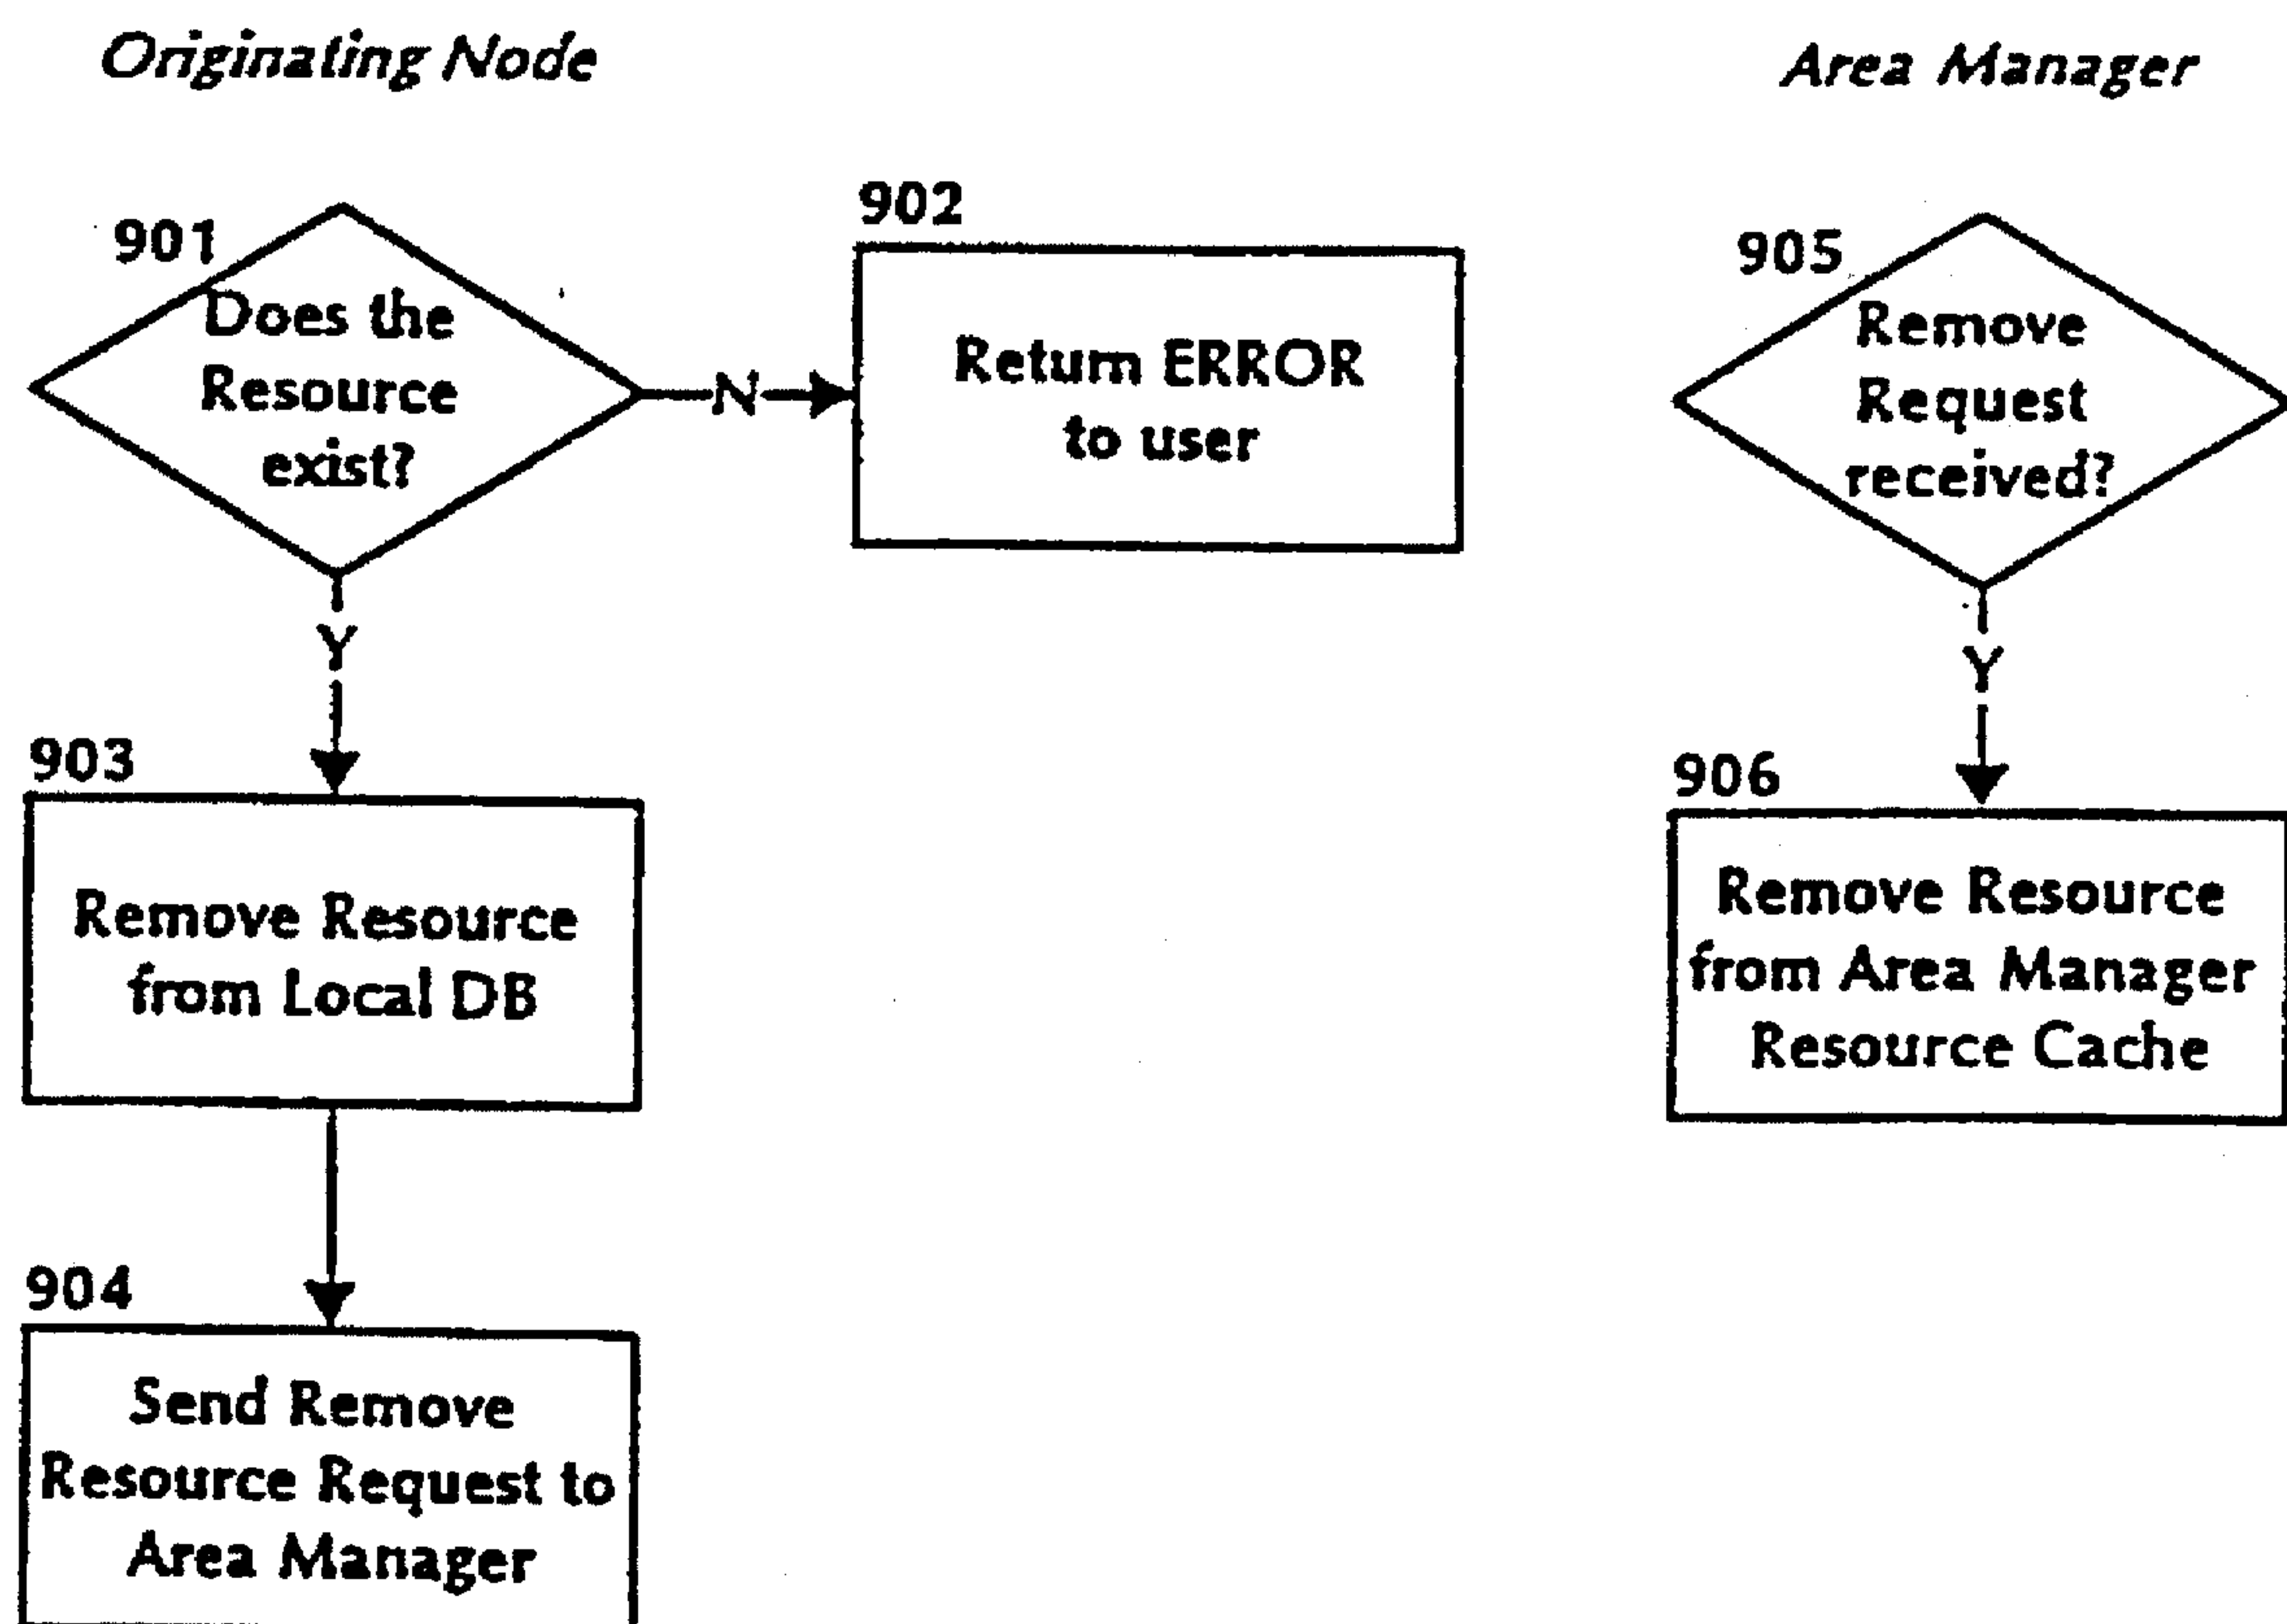 Originating Node
Area Manager
901
Does the
Resource
exist?
N
902
Return ERROR
to user
Y
903
Remove Resource
from Local DB
904
Send Remove
Resource Request to
Area Manager
905
Remove
Request
received?
Y
906
Remove Resource
from Area Manager
Resource Cache